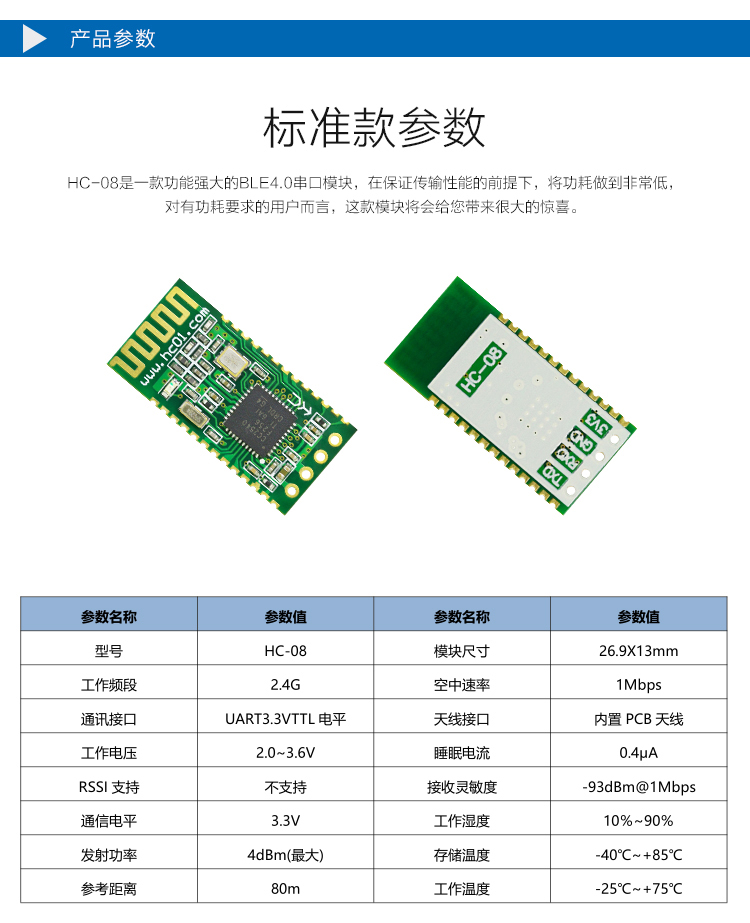 产品参数
标准款参数
HC-08是一款功能强大的BLE4.0串口模块，在保证传输性能的前提下，将功耗做到非常低，
对有功耗要求的用户而言，这款模块将会给您带来很大的惊喜。
www.hc01.com
HC-08
3V3
GND
RXD
TXD
参数名称 参数值 参数名称 参数值
型号 HC-08 模块尺寸 26.9X13mm
工作频段 2.4G 空中速率 1Mbps
通讯接口 UART3.3VTTL 电平 天线接口 内置 PCB 天线
工作电压 2.0~3.6V 睡眠电流 0.4μA
RSSI 支持 不支持 接收灵敏度 -93dBm@1Mbps
通信电平 3.3V 工作湿度 10%~90%
发射功率 4dBm(最大) 存储温度 -40℃~+85℃
参考距离 80m 工作温度 -25℃~+75℃